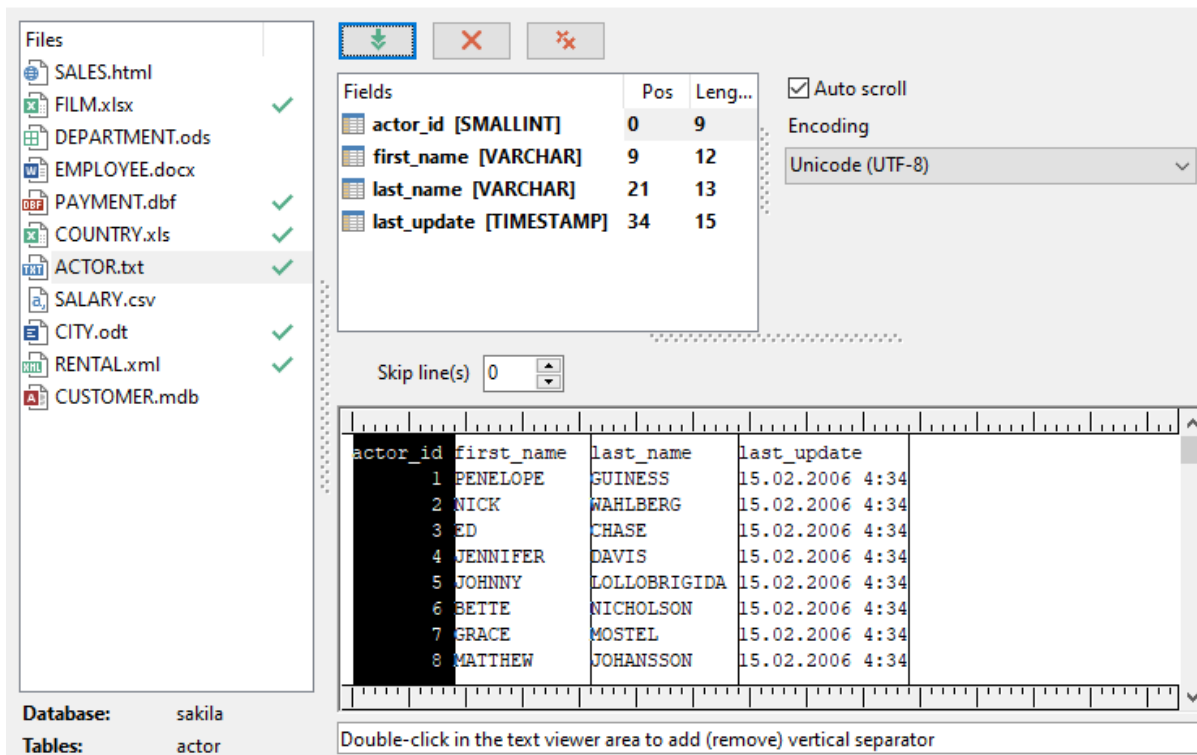 Files
SALES.html
FILM.xlsx
DEPARTMENT.ods
EMPLOYEE.docx
PAYMENT.dbf
COUNTRY.xls
ACTOR.txt
SALARY.csv
CITY.odt
RENTAL.xml
CUSTOMER.mdb
Database: sakila
Tables: actor
Fields Pos Leng...
actor_id [SMALLINT] 0 9
first_name [VARCHAR] 9 12
last_name [VARCHAR] 21 13
last_update [TIMESTAMP] 34 15
Auto scroll
Encoding
Unicode (UTF-8)
Skip line(s) 0
actor_id first_name last_name last_update
1 PENELOPE GUINESS 15.02.2006 4:34
2 NICK WAHLBERG 15.02.2006 4:34
3 ED CHASE 15.02.2006 4:34
4 JENNIFER DAVIS 15.02.2006 4:34
5 JOHNNY LOLLOBRIGIDA 15.02.2006 4:34
6 BETTE NICHOLSON 15.02.2006 4:34
7 GRACE MOSTEL 15.02.2006 4:34
8 MATTHEW JOHANSSON 15.02.2006 4:34
Double-click in the text viewer area to add (remove) vertical separator